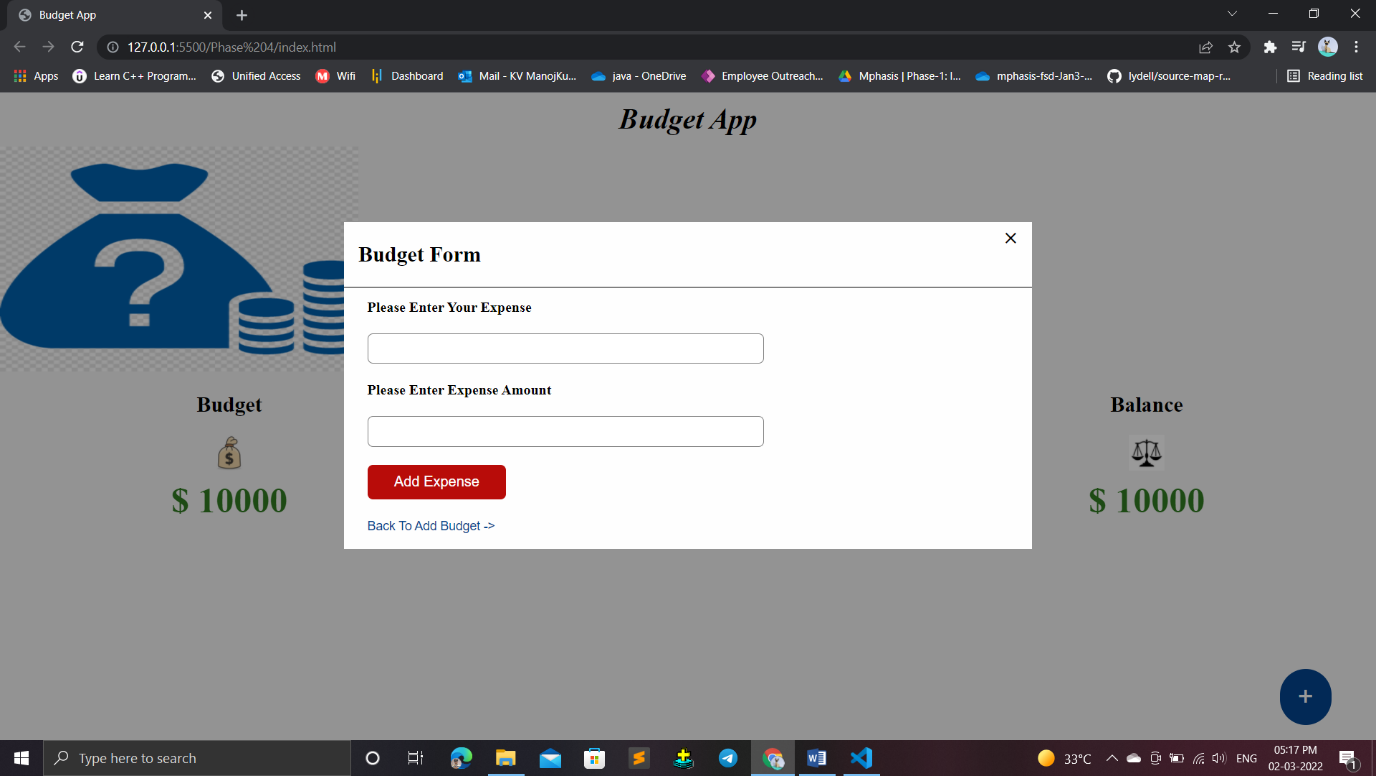 Budget App
127.0.0.1:5500/Phase%204/index.html
Apps
Learn C++ Program...
Unified Access
Wifi
Dashboard
Mail - KV ManojKu...
java - OneDrive
Employee Outreach...
Mphasis | Phase-1: I...
mphasis-fsd-Jan3-...
lydell/source-map-r...
Reading list
Budget App
?
Budget Form
Please Enter Your Expense
Please Enter Expense Amount
Add Expense
Back To Add Budget ->
Budget
$
$ 10000
Balance
$ 10000
+
Type here to search
33°C
ENG
05:17 PM
02-03-2022
1